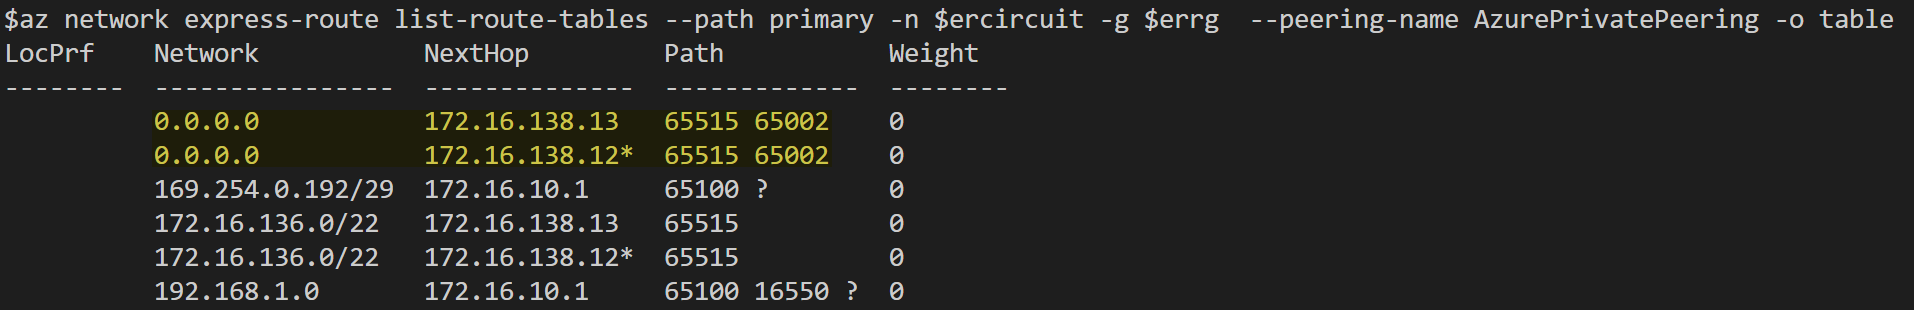 $az network express-route list-route-tables --path primary -n $ercircuit -g $errg  --peering-name AzurePrivatePeering -o table
LocPrf    Network           NextHop         Path           Weight
--------  ----------------  --------------  -------------  --------
          0.0.0.0           172.16.138.13   65515 65002    0
          0.0.0.0           172.16.138.12*  65515 65002    0
          169.254.0.192/29  172.16.10.1     65100 ?        0
          172.16.136.0/22   172.16.138.13   65515          0
          172.16.136.0/22   172.16.138.12*  65515          0
          192.168.1.0       172.16.10.1     65100 16550 ?  0